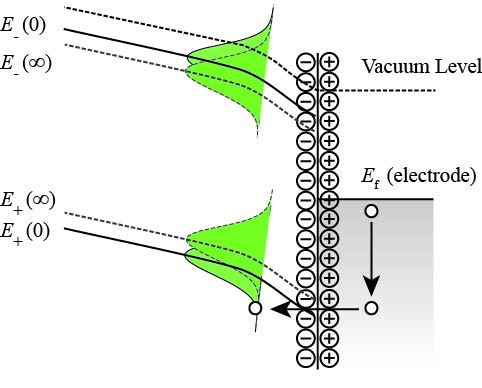 E₋(0)
E₋(∞)
Vacuum Level
E_f (electrode)
E₊(∞)
E₊(0)